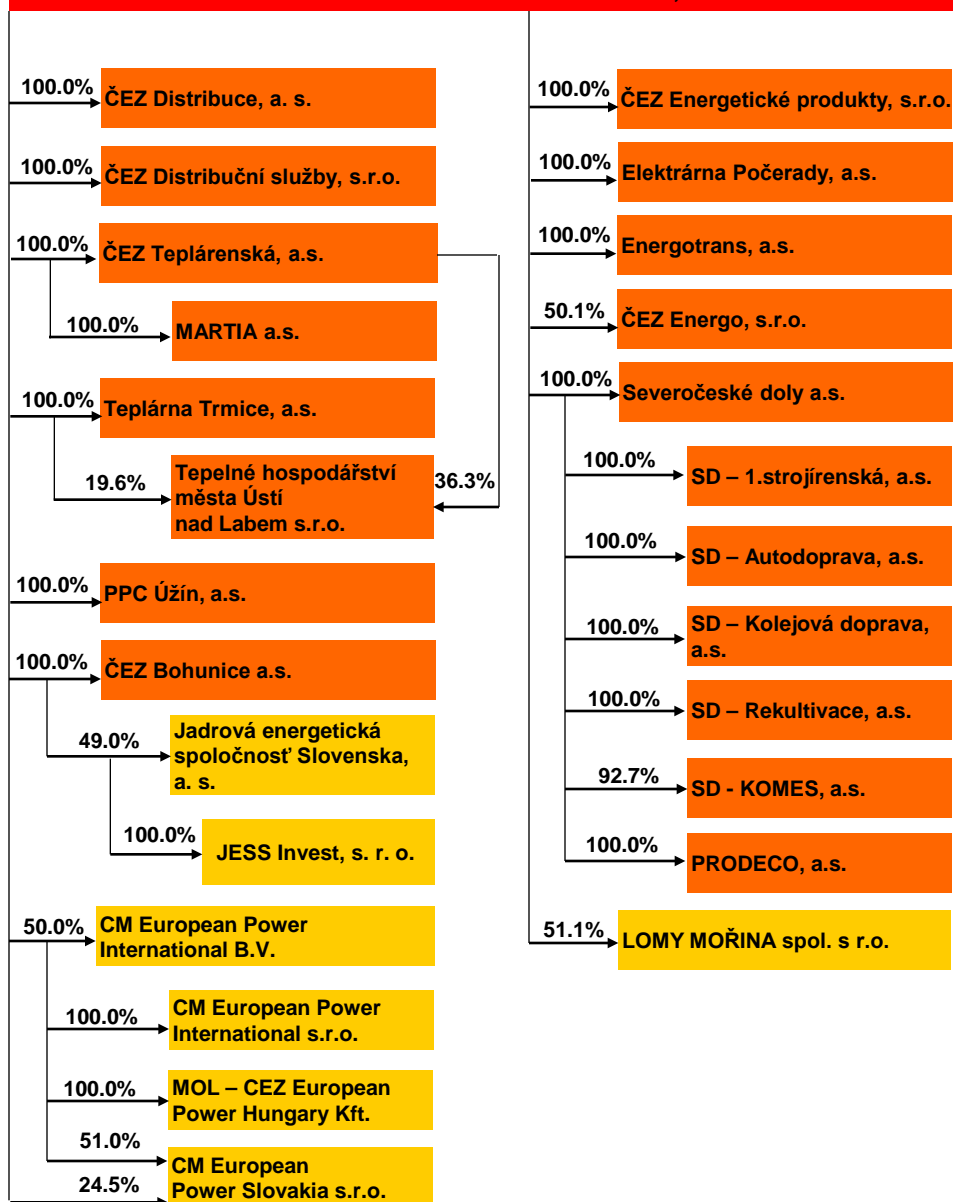 100.0%
ČEZ Distribuce, a. s.
100.0%
ČEZ Distribuční služby, s.r.o.
100.0%
ČEZ Teplárenská, a.s.
100.0%
MARTIA a.s.
100.0%
Teplárna Trmice, a.s.
19.6%
Tepelné hospodářství
města Ústí
nad Labem s.r.o.
36.3%
100.0%
PPC Úžín, a.s.
100.0%
ČEZ Bohunice a.s.
49.0%
Jadrová energetická
spoločnosť Slovenska,
a. s.
100.0%
JESS Invest, s. r. o.
50.0%
CM European Power
International B.V.
100.0%
CM European Power
International s.r.o.
100.0%
MOL – CEZ European
Power Hungary Kft.
51.0%
24.5%
CM European
Power Slovakia s.r.o.
100.0%
ČEZ Energetické produkty, s.r.o.
100.0%
Elektrárna Počerady, a.s.
100.0%
Energotrans, a.s.
50.1%
ČEZ Energo, s.r.o.
100.0%
Severočeské doly a.s.
100.0%
SD – 1.strojírenská, a.s.
100.0%
SD – Autodoprava, a.s.
100.0%
SD – Kolejová doprava,
a.s.
100.0%
SD – Rekultivace, a.s.
92.7%
SD - KOMES, a.s.
100.0%
PRODECO, a.s.
51.1%
LOMY MOŘINA spol. s r.o.